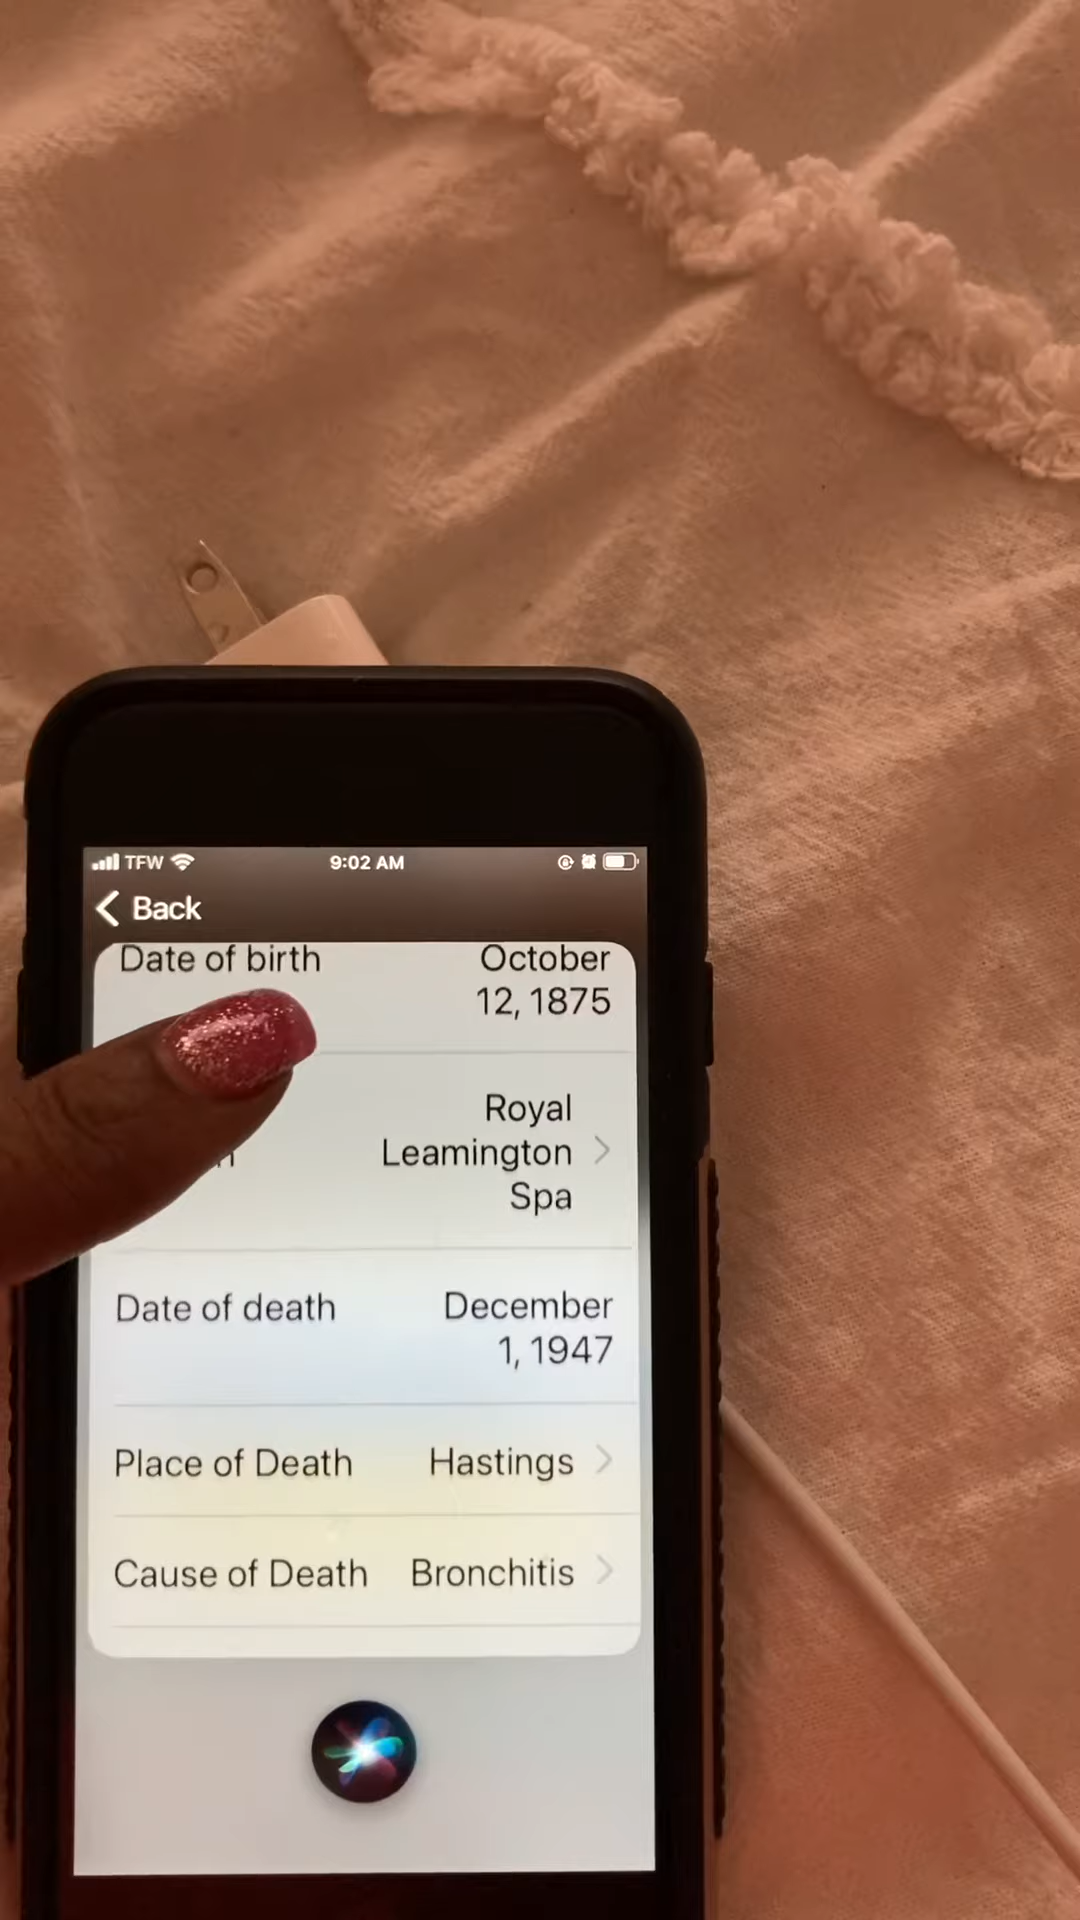 TFW 9:02 AM
Back
Date of birth October
12, 1875
Royal
Leamington
Spa
Date of death December
1, 1947
Place of Death Hastings
Cause of Death Bronchitis